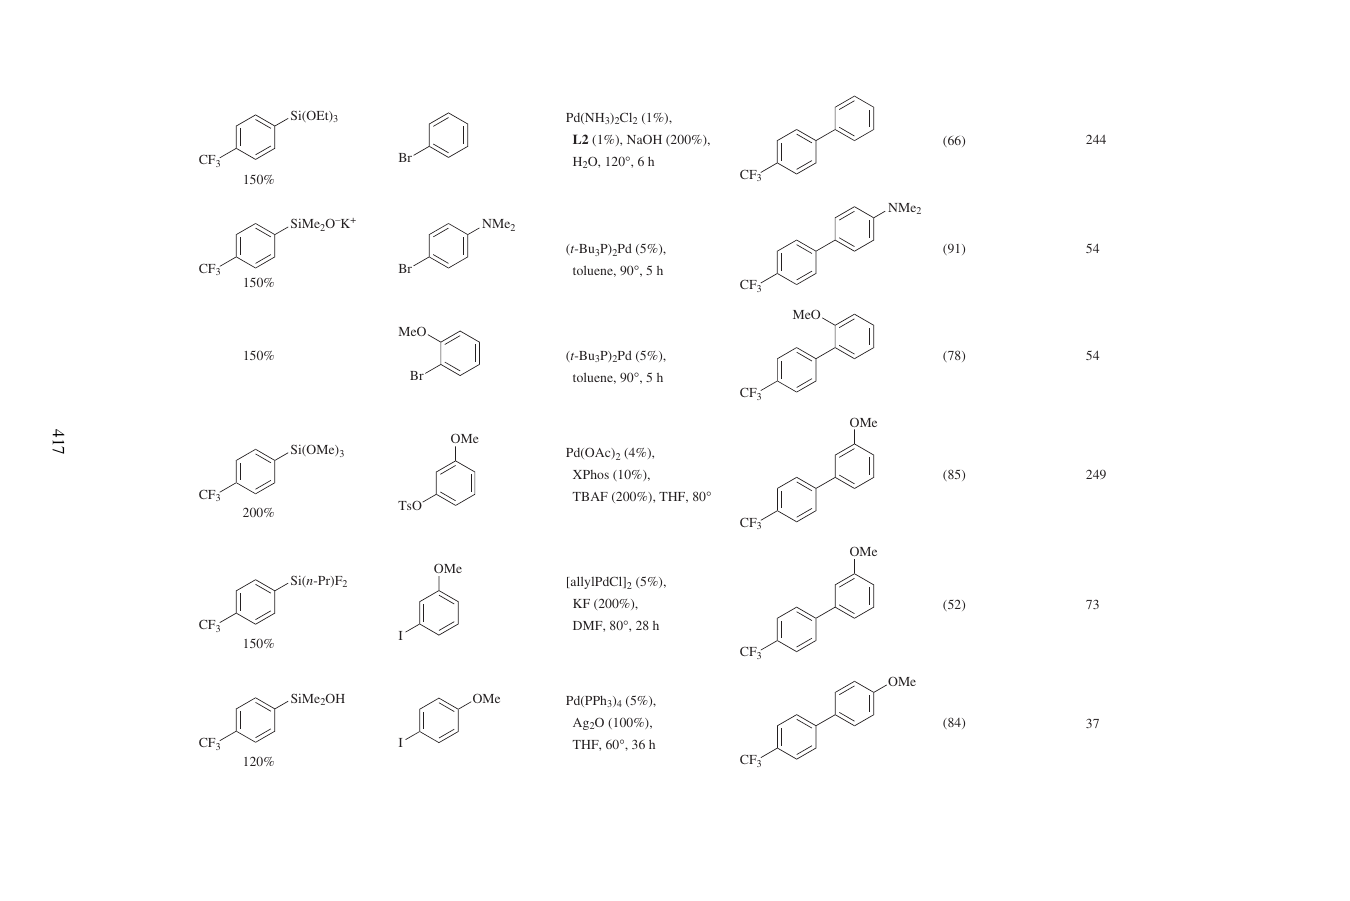 Si(OEt)₃
CF₃
150%
Br
Pd(NH₃)₂Cl₂ (1%),
L2 (1%), NaOH (200%),
H₂O, 120°, 6 h
CF₃
(66)
244
SiMe₂O⁻K⁺
CF₃
150%
NMe₂
Br
(t-Bu₃P)₂Pd (5%),
toluene, 90°, 5 h
NMe₂
CF₃
(91)
54
150%
MeO
Br
(t-Bu₃P)₂Pd (5%),
toluene, 90°, 5 h
MeO
CF₃
(78)
54
417
Si(OMe)₃
CF₃
200%
OMe
TsO
Pd(OAc)₂ (4%),
XPhos (10%),
TBAF (200%), THF, 80°
OMe
CF₃
(85)
249
Si(n-Pr)F₂
CF₃
150%
OMe
I
[allylPdCl]₂ (5%),
KF (200%),
DMF, 80°, 28 h
OMe
CF₃
(52)
73
SiMe₂OH
CF₃
120%
OMe
I
Pd(PPh₃)₄ (5%),
Ag₂O (100%),
THF, 60°, 36 h
OMe
CF₃
(84)
37